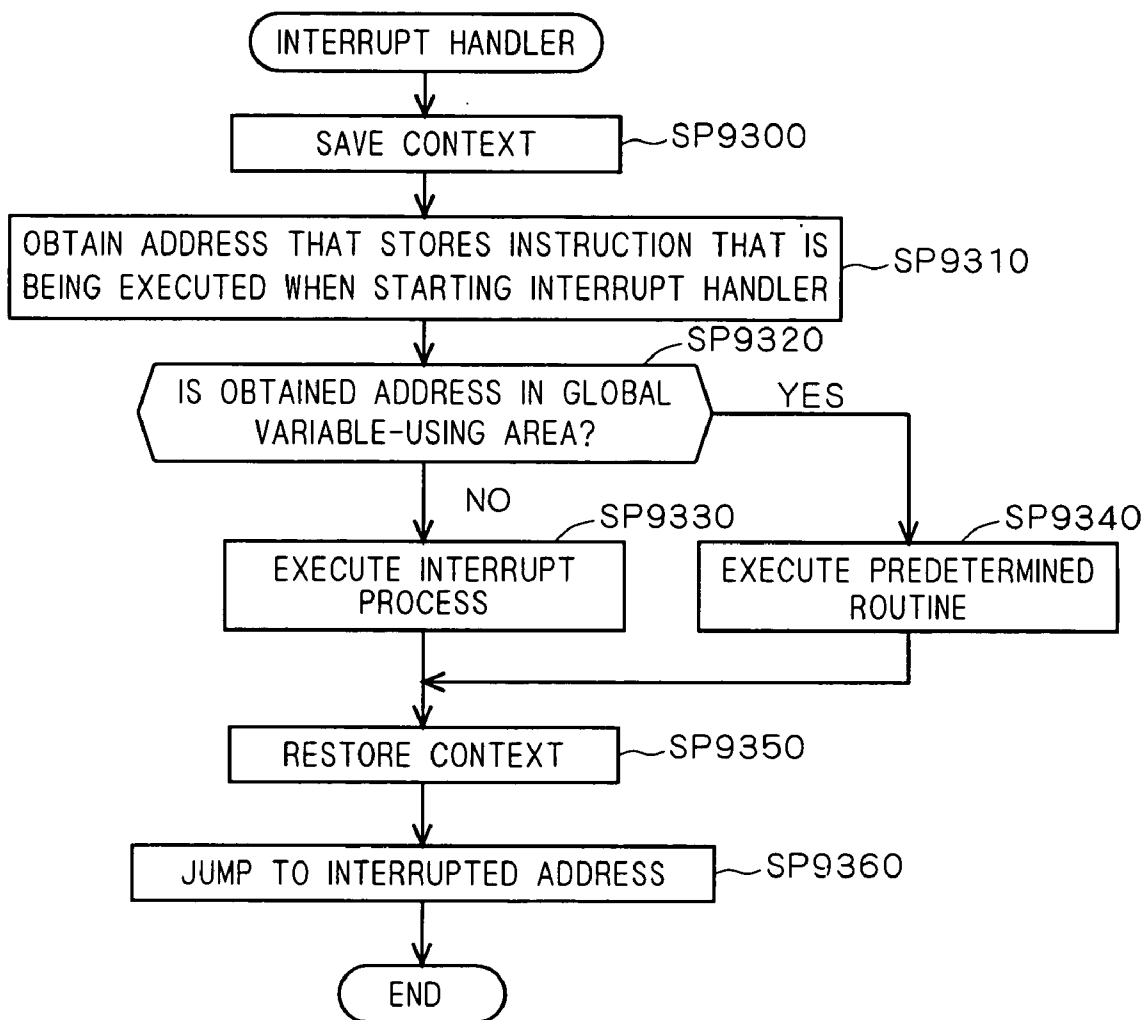 INTERRUPT HANDLER
SAVE CONTEXT
SP9300
OBTAIN ADDRESS THAT STORES INSTRUCTION THAT IS
BEING EXECUTED WHEN STARTING INTERRUPT HANDLER
SP9310
SP9320
IS OBTAINED ADDRESS IN GLOBAL
VARIABLE-USING AREA?
YES
NO
SP9330
EXECUTE INTERRUPT
PROCESS
SP9340
EXECUTE PREDETERMINED
ROUTINE
RESTORE CONTEXT
SP9350
JUMP TO INTERRUPTED ADDRESS
SP9360
END